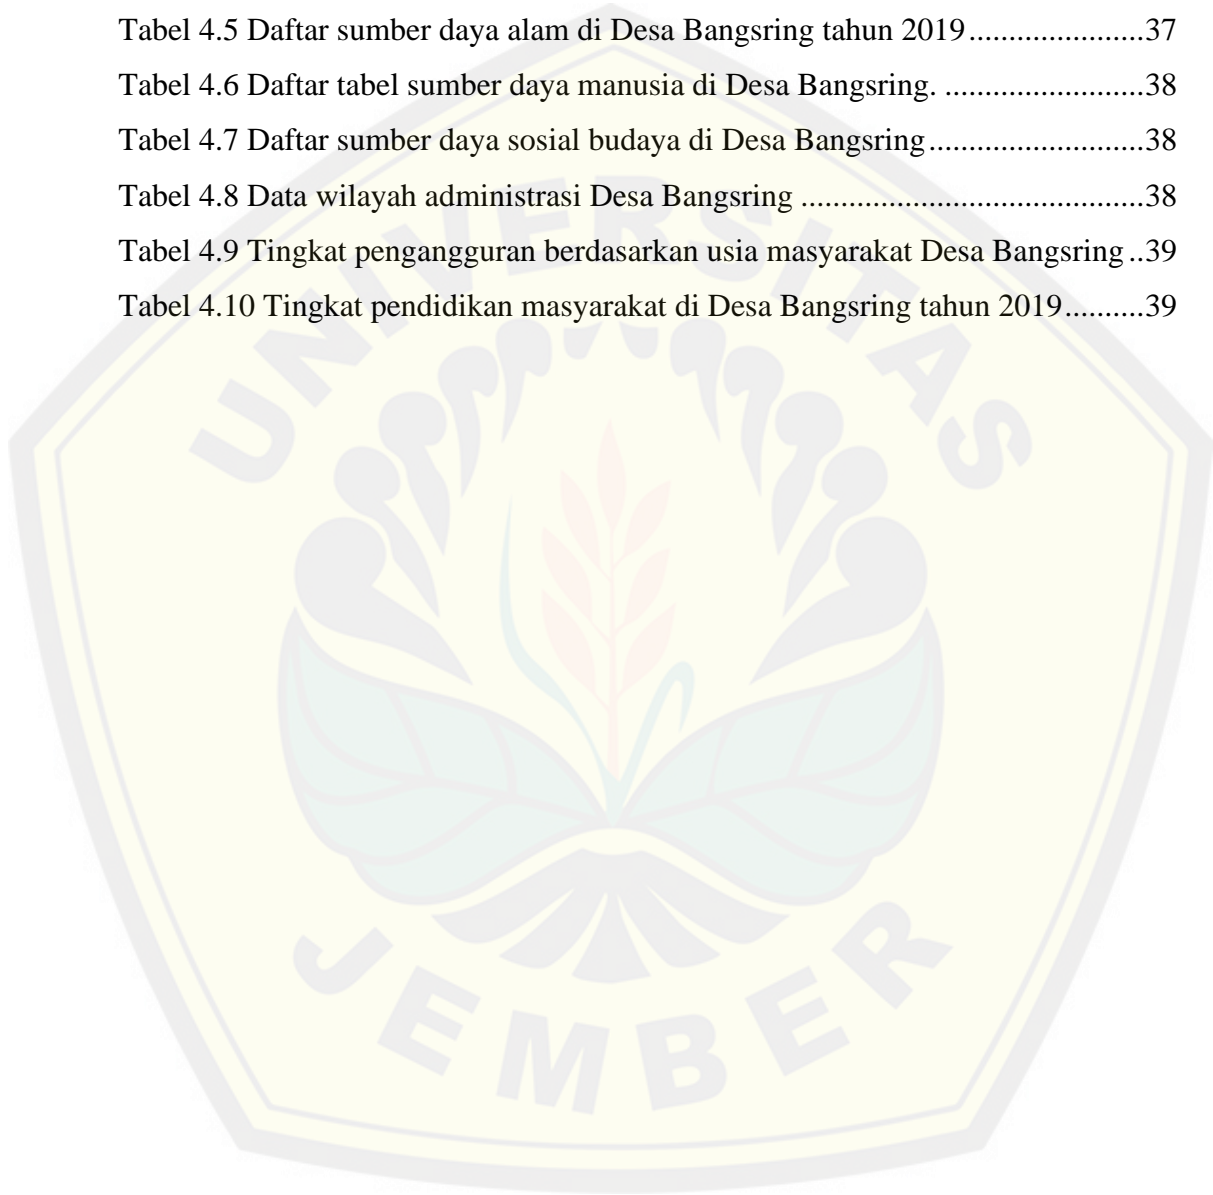 Tabel 4.5 Daftar sumber daya alam di Desa Bangsring tahun 2019......................37
Tabel 4.6 Daftar tabel sumber daya manusia di Desa Bangsring. .........................38
Tabel 4.7 Daftar sumber daya sosial budaya di Desa Bangsring...........................38
Tabel 4.8 Data wilayah administrasi Desa Bangsring ...........................................38
Tabel 4.9 Tingkat pengangguran berdasarkan usia masyarakat Desa Bangsring ..39
Tabel 4.10 Tingkat pendidikan masyarakat di Desa Bangsring tahun 2019..........39
UNIVERSITAS
JEMBER